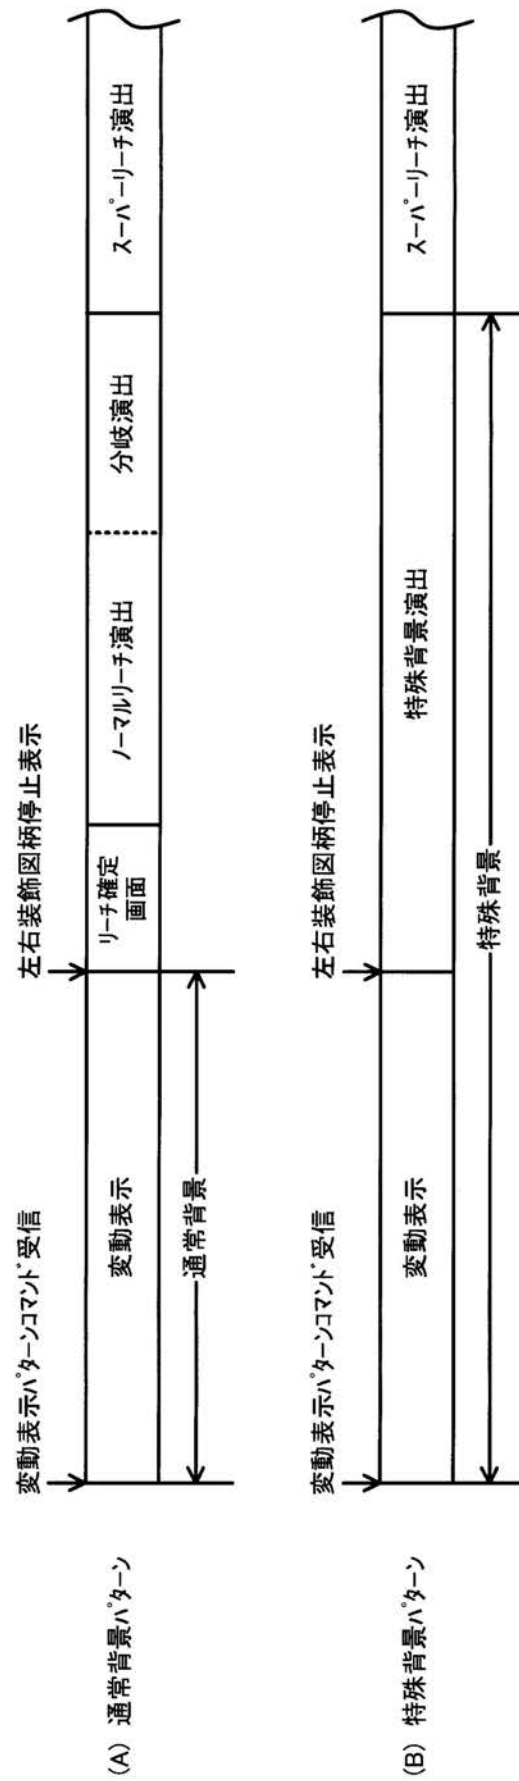 (A) 通常背景パターン
変動表示パターンコマンド受信
左右装飾図柄停止表示
変動表示
リーチ確定
画面
ノーマルリーチ演出
分岐演出
スーパーリーチ演出
通常背景
(B) 特殊背景パターン
変動表示パターンコマンド受信
左右装飾図柄停止表示
変動表示
特殊背景演出
スーパーリーチ演出
特殊背景